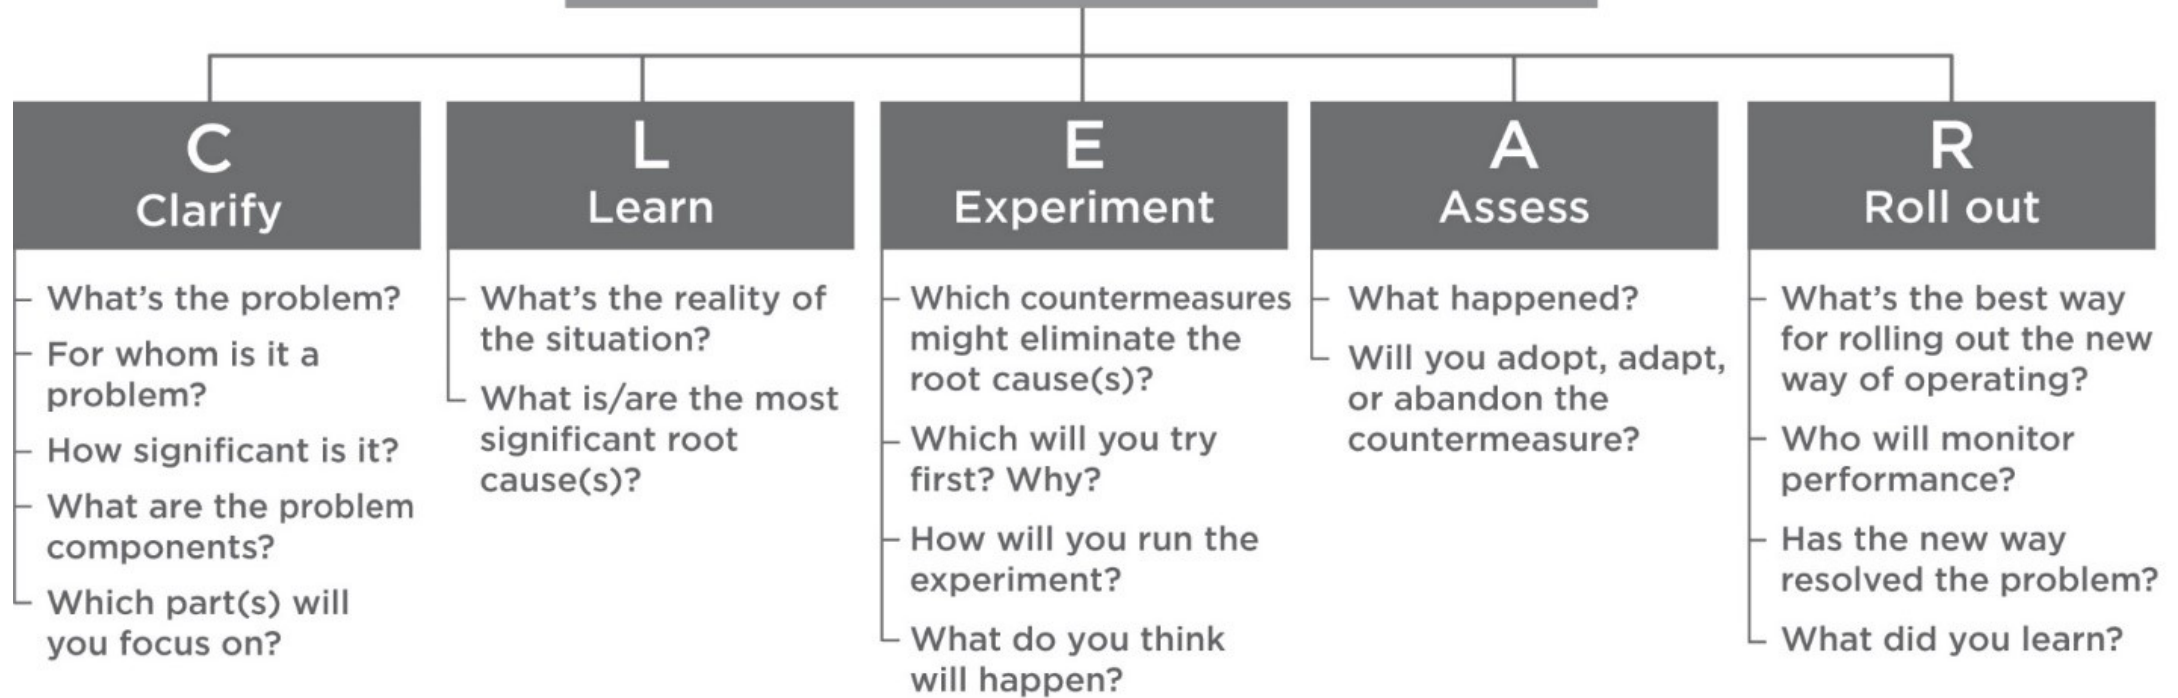 C
Clarify
What's the problem?
For whom is it a
problem?
How significant is it?
What are the problem
components?
Which part(s) will
you focus on?
L
Learn
What's the reality of
the situation?
What is/are the most
significant root
cause(s)?
E
Experiment
Which countermeasures
might eliminate the
root cause(s)?
Which will you try
first? Why?
How will you run the
experiment?
What do you think
will happen?
A
Assess
What happened?
Will you adopt, adapt,
or abandon the
countermeasure?
R
Roll out
What's the best way
for rolling out the new
way of operating?
Who will monitor
performance?
Has the new way
resolved the problem?
What did you learn?